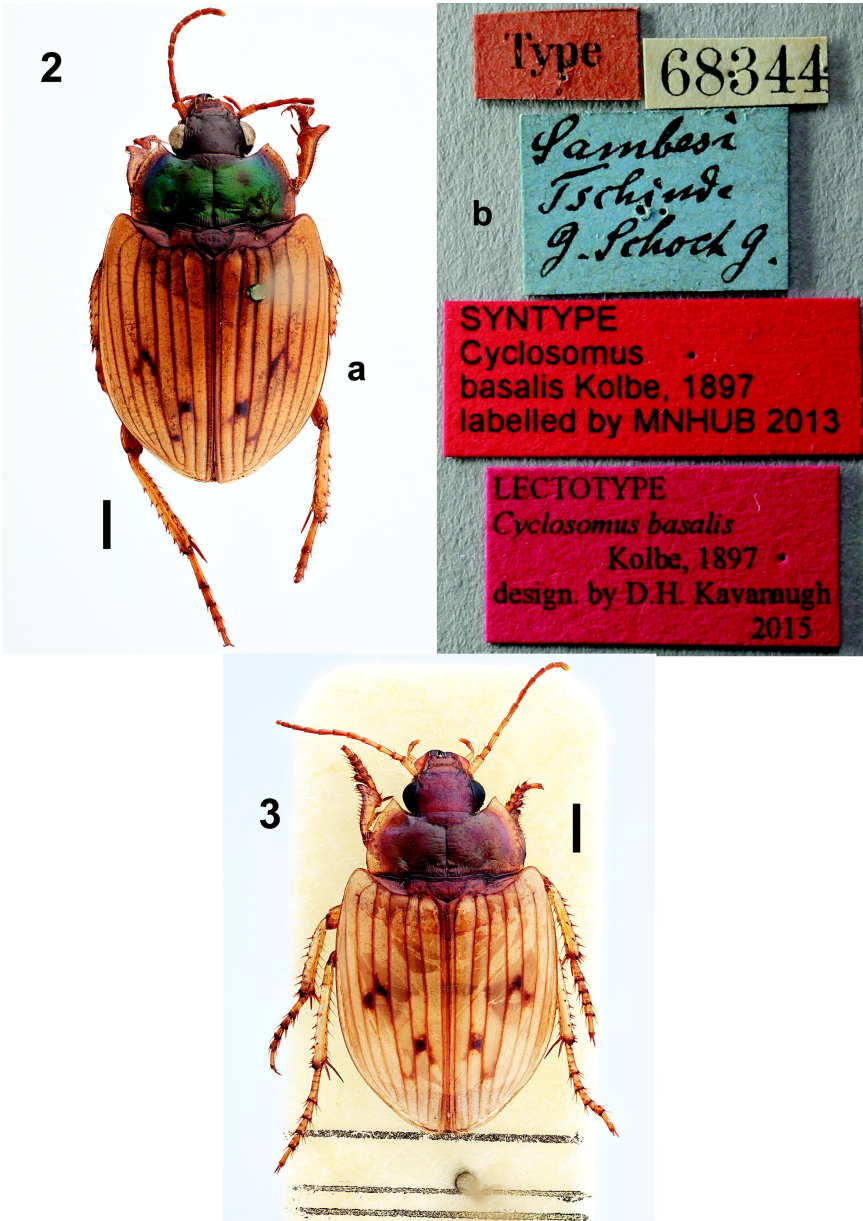 2
a
Type
68344
b
Sambesi
Tschinde
G. Schoch G.
SYNTYPE
Cyclosomus
basalis Kolbe, 1897
labelled by MNHUB 2013
LECTOTYPE
Cyclosomus basalis
Kolbe, 1897
design. by D.H. Kavanaugh
2015
3